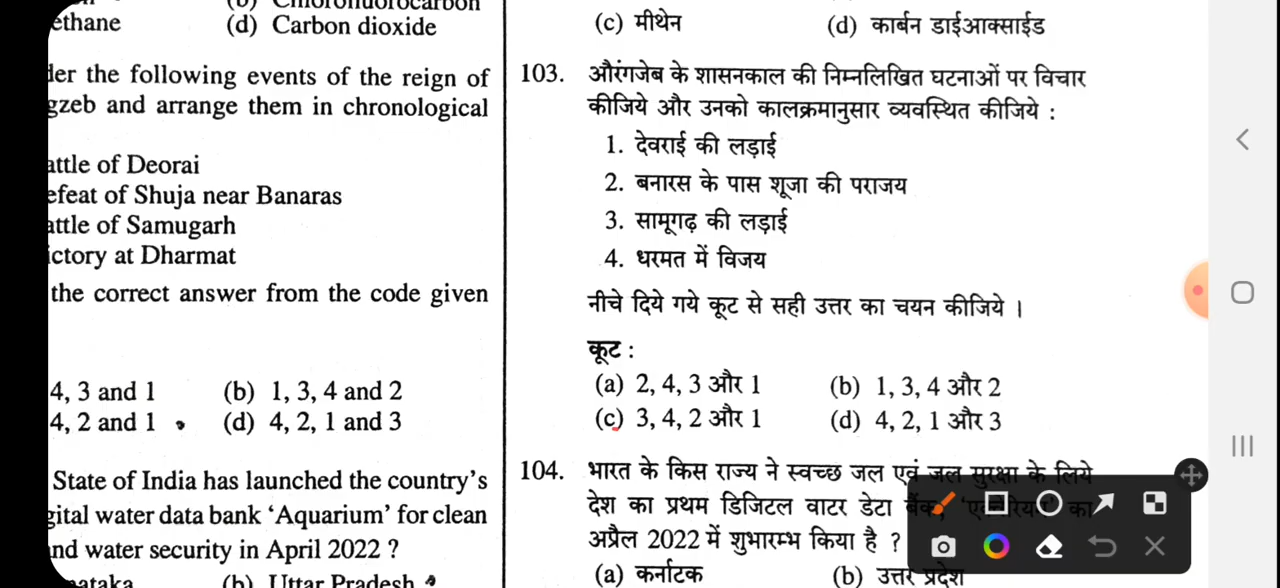 ethane
(d) Carbon dioxide
der the following events of the reign of
gzeb and arrange them in chronological
attle of Deorai
efeat of Shuja near Banaras
attle of Samugarh
ictory at Dharmat
the correct answer from the code given
4, 3 and 1 (b) 1, 3, 4 and 2
4, 2 and 1 (d) 4, 2, 1 and 3
State of India has launched the country's
gital water data bank ‘Aquarium’ for clean
nd water security in April 2022 ?
nataka (b) Uttar Pradesh
(c) मीथेन (d) कार्बन डाईआक्साईड
103. औरंगजेब के शासनकाल की निम्नलिखित घटनाओं पर विचार
कीजिये और उनको कालक्रमानुसार व्यवस्थित कीजिये :
1. देवराई की लड़ाई
2. बनारस के पास शूजा की पराजय
3. सामूगढ़ की लड़ाई
4. धरमत में विजय
नीचे दिये गये कूट से सही उत्तर का चयन कीजिये ।
कूट :
(a) 2, 4, 3 और 1 (b) 1, 3, 4 और 2
(c) 3, 4, 2 और 1 (d) 4, 2, 1 और 3
104. भारत के किस राज्य ने स्वच्छ जल एवं जल सुरक्षा के लिये
देश का प्रथम डिजिटल वाटर डेटा बैंक, का
अप्रैल 2022 में शुभारम्भ किया है ?
(a) कर्नाटक (b) उत्तर प्रदेश